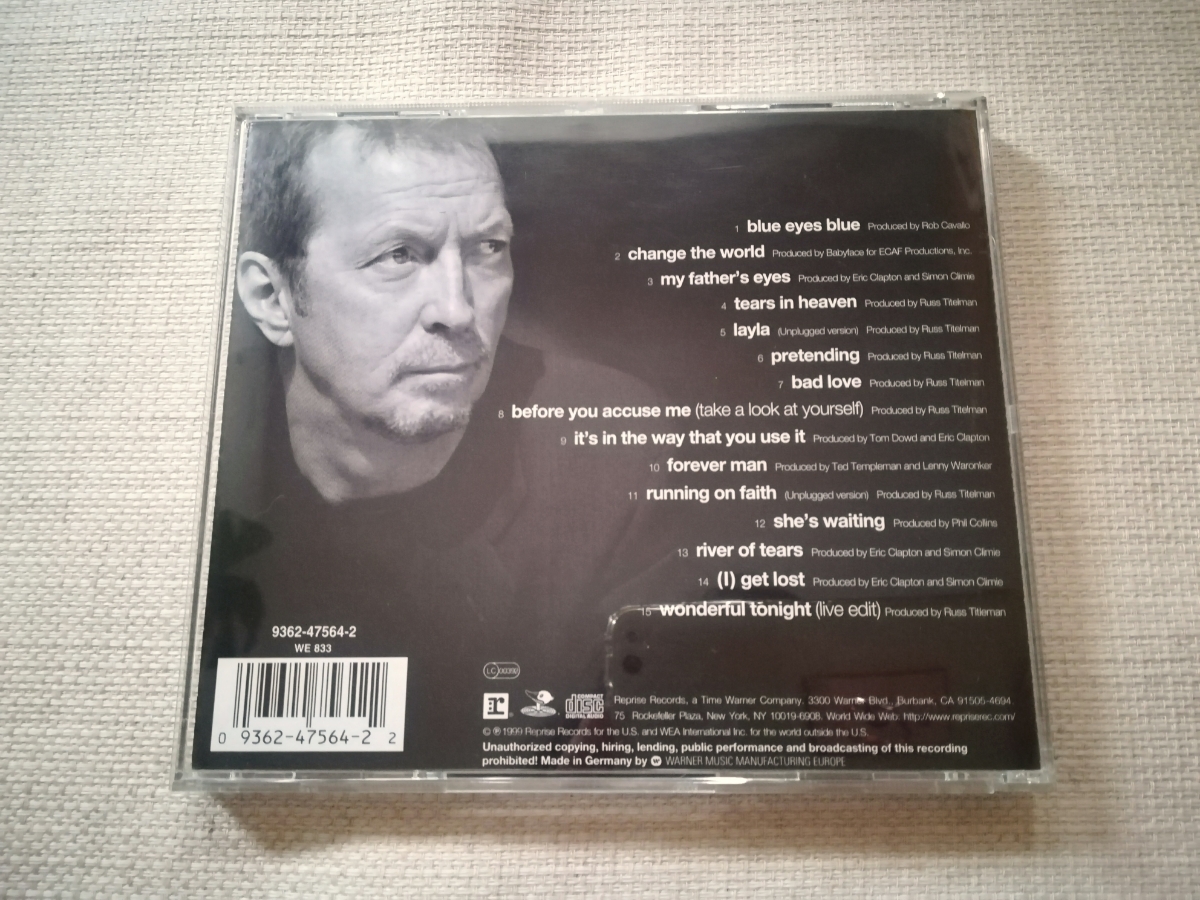 1 blue eyes blue Produced by Rob Cavallo
2 change the world Produced by Babyface for ECAF Productions, Inc.
3 my father's eyes Produced by Eric Clapton and Simon Climie
4 tears in heaven Produced by Russ Titelman
5 layla (Unplugged version) Produced by Russ Titelman
6 pretending Produced by Russ Titelman
7 bad love Produced by Russ Titelman
8 before you accuse me (take a look at yourself) Produced by Russ Titelman
9 it's in the way that you use it Produced by Tom Dowd and Eric Clapton
10 forever man Produced by Ted Templeman and Lenny Waronker
11 running on faith (Unplugged version) Produced by Russ Titelman
12 she's waiting Produced by Phil Collins
13 river of tears Produced by Eric Clapton and Simon Climie
14 (I) get lost Produced by Eric Clapton and Simon Climie
15 wonderful tonight (live edit) Produced by Russ Titleman
9362-47564-2
WE 833
0 9362-47564-2 2
LC 00392
r COMPACT disc DIGITAL AUDIO
Reprise Records, a Time Warner Company. 3300 Warner Blvd., Burbank, CA 91505-4694.
75 Rockefeller Plaza, New York, NY 10019-6908. World Wide Web: http://www.repriserec.com/
© ℗ 1999 Reprise Records for the U.S. and WEA International Inc. for the world outside the U.S.
Unauthorized copying, hiring, lending, public performance and broadcasting of this recording
prohibited! Made in Germany by WARNER MUSIC MANUFACTURING EUROPE